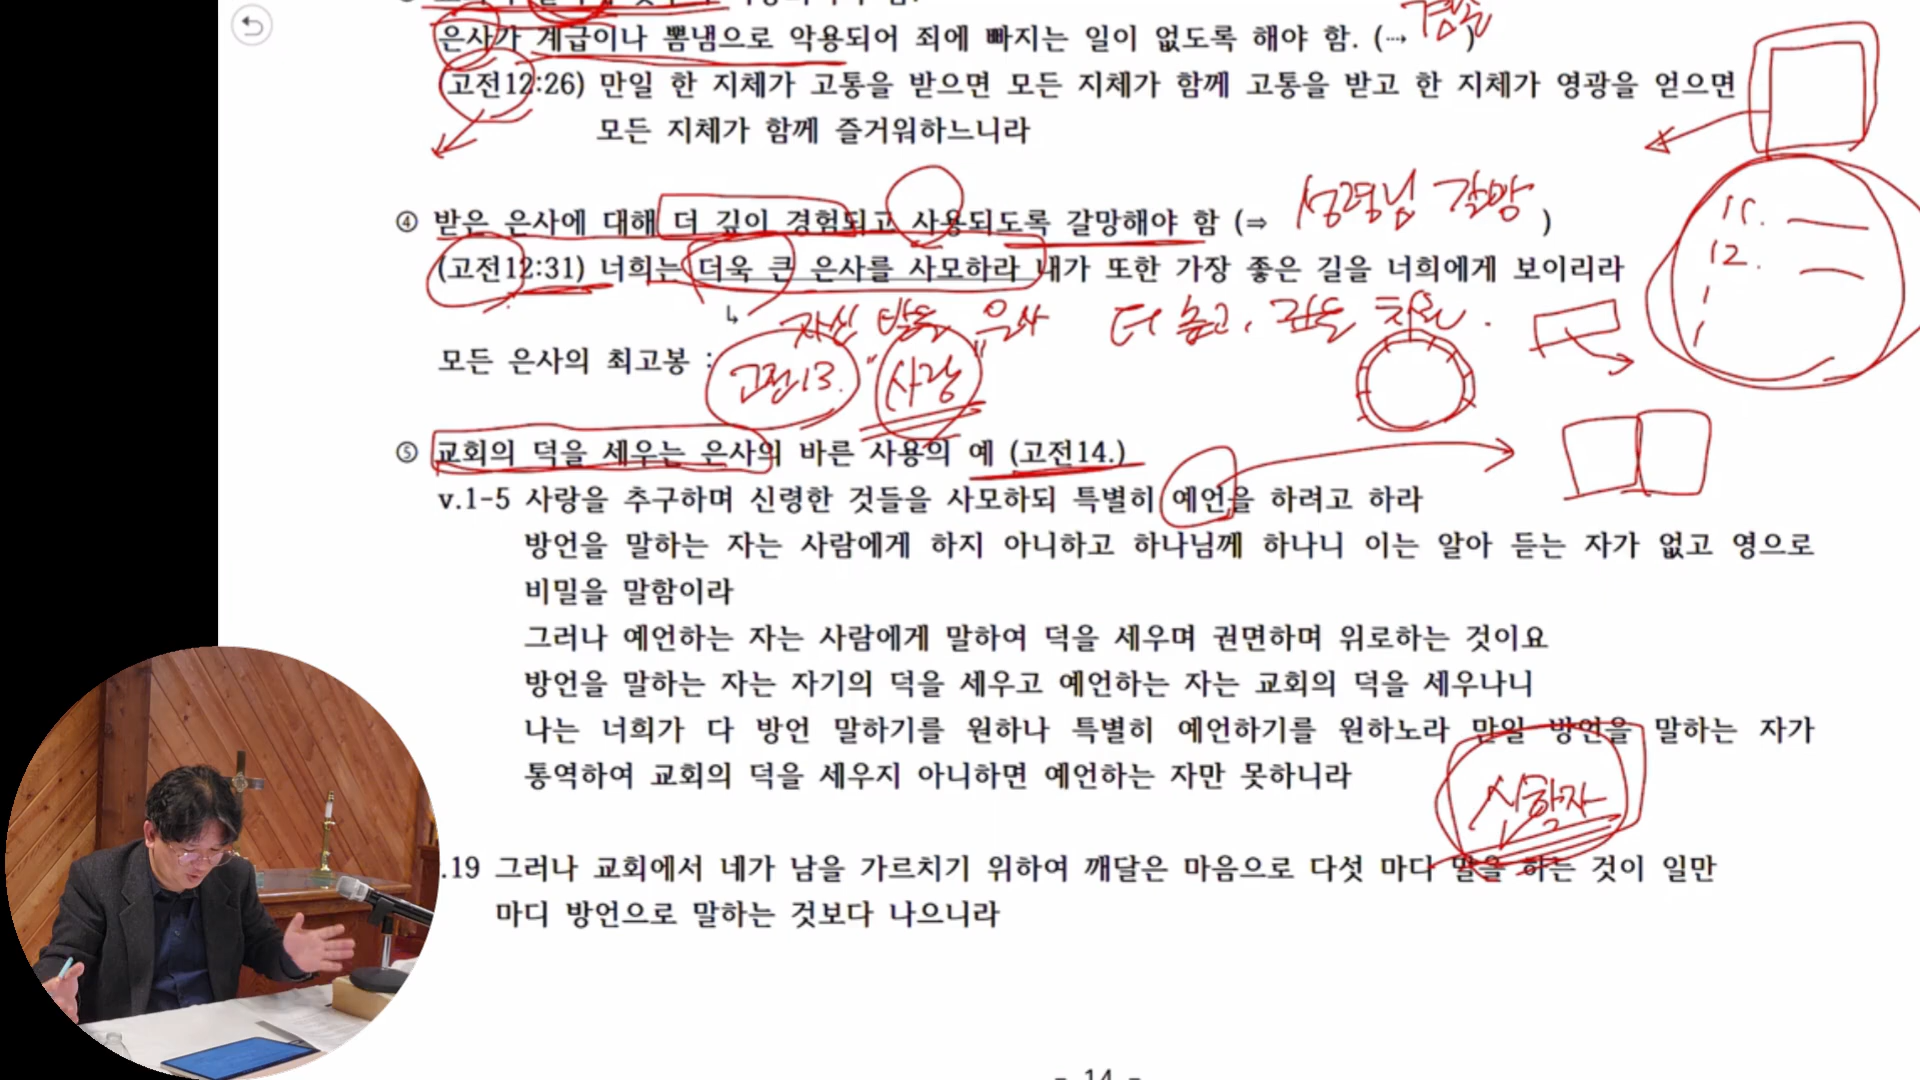 은사가 계급이나 뽐냄으로 악용되어 죄에 빠지는 일이 없도록 해야 함. (⋯→ 겸손 )
(고전12:26) 만일 한 지체가 고통을 받으면 모든 지체가 함께 고통을 받고 한 지체가 영광을 얻으면
모든 지체가 함께 즐거워하느니라
④ 받은 은사에 대해 더 깊이 경험되고 사용되도록 갈망해야 함 (⇒ 성령님 갈망 )
(고전12:31) 너희는 더욱 큰 은사를 사모하라 내가 또한 가장 좋은 길을 너희에게 보이리라
↳ 자신 받은 은사 더 높고, 깊은 차원.
모든 은사의 최고봉 : 고전13. "사랑"
11.
12.
⑤ 교회의 덕을 세우는 은사의 바른 사용의 예 (고전14.)
v.1-5 사랑을 추구하며 신령한 것들을 사모하되 특별히 예언을 하려고 하라
방언을 말하는 자는 사람에게 하지 아니하고 하나님께 하나니 이는 알아 듣는 자가 없고 영으로
비밀을 말함이라
그러나 예언하는 자는 사람에게 말하여 덕을 세우며 권면하며 위로하는 것이요
방언을 말하는 자는 자기의 덕을 세우고 예언하는 자는 교회의 덕을 세우나니
나는 너희가 다 방언 말하기를 원하나 특별히 예언하기를 원하노라 만일 방언을 말하는 자가
통역하여 교회의 덕을 세우지 아니하면 예언하는 자만 못하니라
.19 그러나 교회에서 네가 남을 가르치기 위하여 깨달은 마음으로 다섯 마디 말을 하는 것이 일만
마디 방언으로 말하는 것보다 나으니라
- 14 -